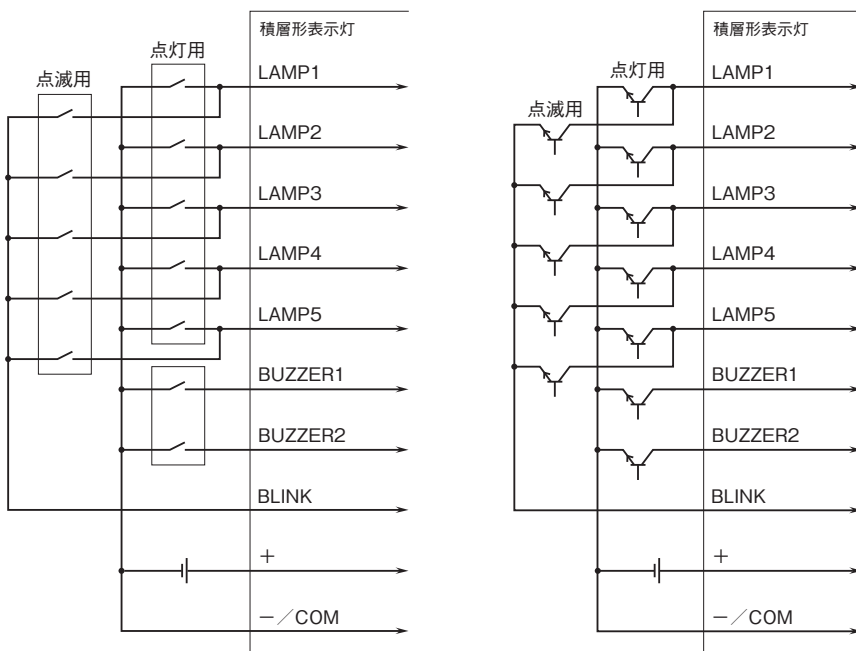 積層形表示灯
点灯用
点滅用
LAMP1
LAMP2
LAMP3
LAMP4
LAMP5
BUZZER1
BUZZER2
BLINK
＋
－／COM
積層形表示灯
点灯用
点滅用
LAMP1
LAMP2
LAMP3
LAMP4
LAMP5
BUZZER1
BUZZER2
BLINK
＋
－／COM